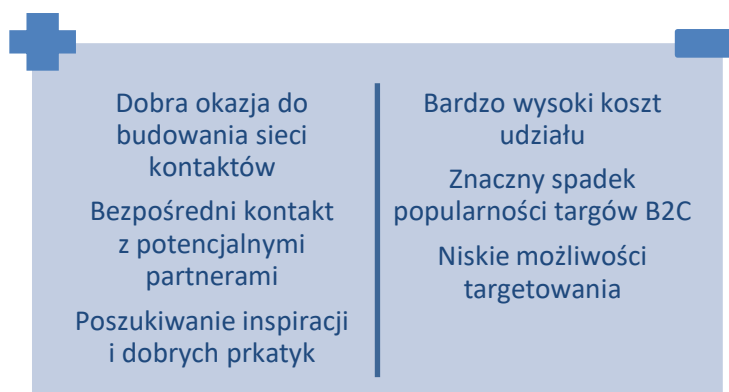 Dobra okazja do
budowania sieci
kontaktów
Bezpośredni kontakt
z potencjalnymi
partnerami
Poszukiwanie inspiracji
i dobrych prkatyk
Bardzo wysoki koszt
udziału
Znaczny spadek
popularności targów B2C
Niskie możliwości
targetowania